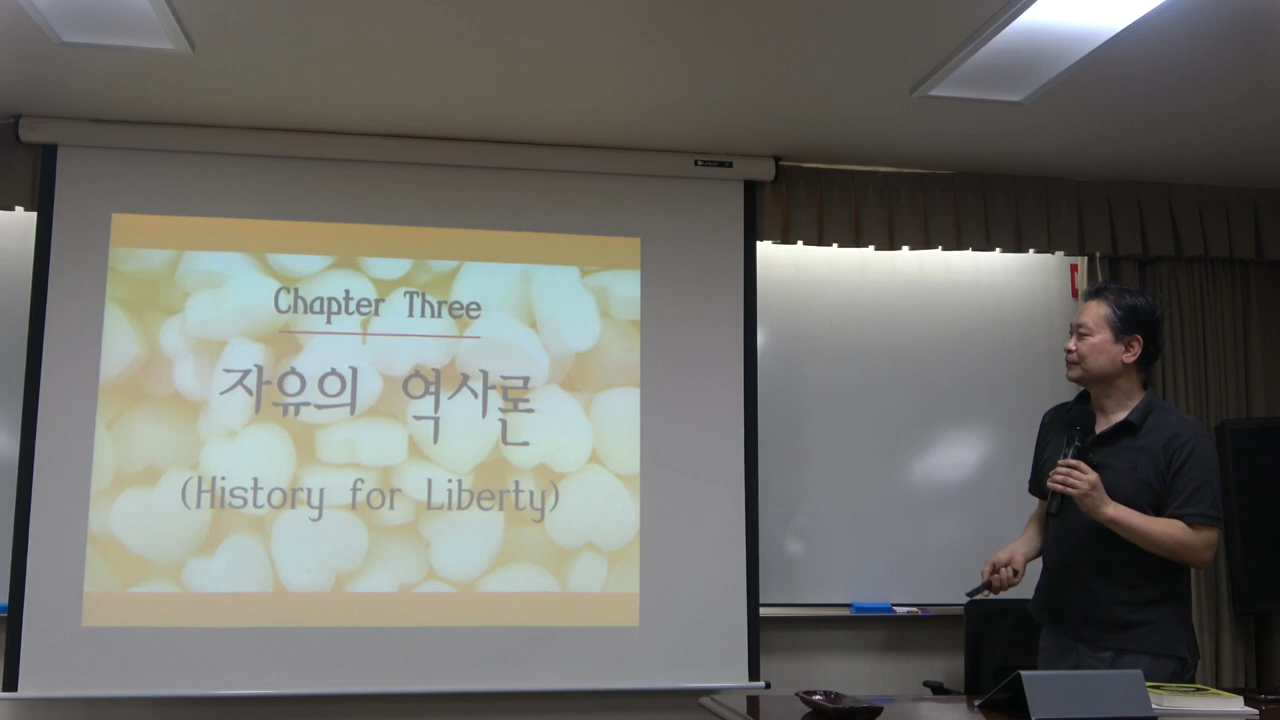 Chapter Three
자유의 역사론
(History for Liberty)